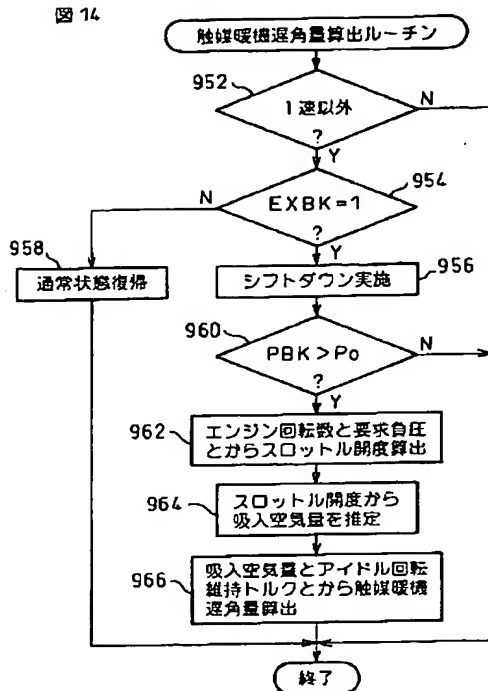 図14
触媒暖機遅角量算出ルーチン
952
1速以外
?
N
Y
954
EXBK=1
?
N
Y
958
通常状態復帰
シフトダウン実施
956
960
PBK>Po
?
N
Y
962
エンジン回転数と要求負圧
とからスロットル開度算出
964
スロットル開度から
吸入空気量を推定
966
吸入空気量とアイドル回転
維持トルクとから触媒暖機
遅角量算出
終了